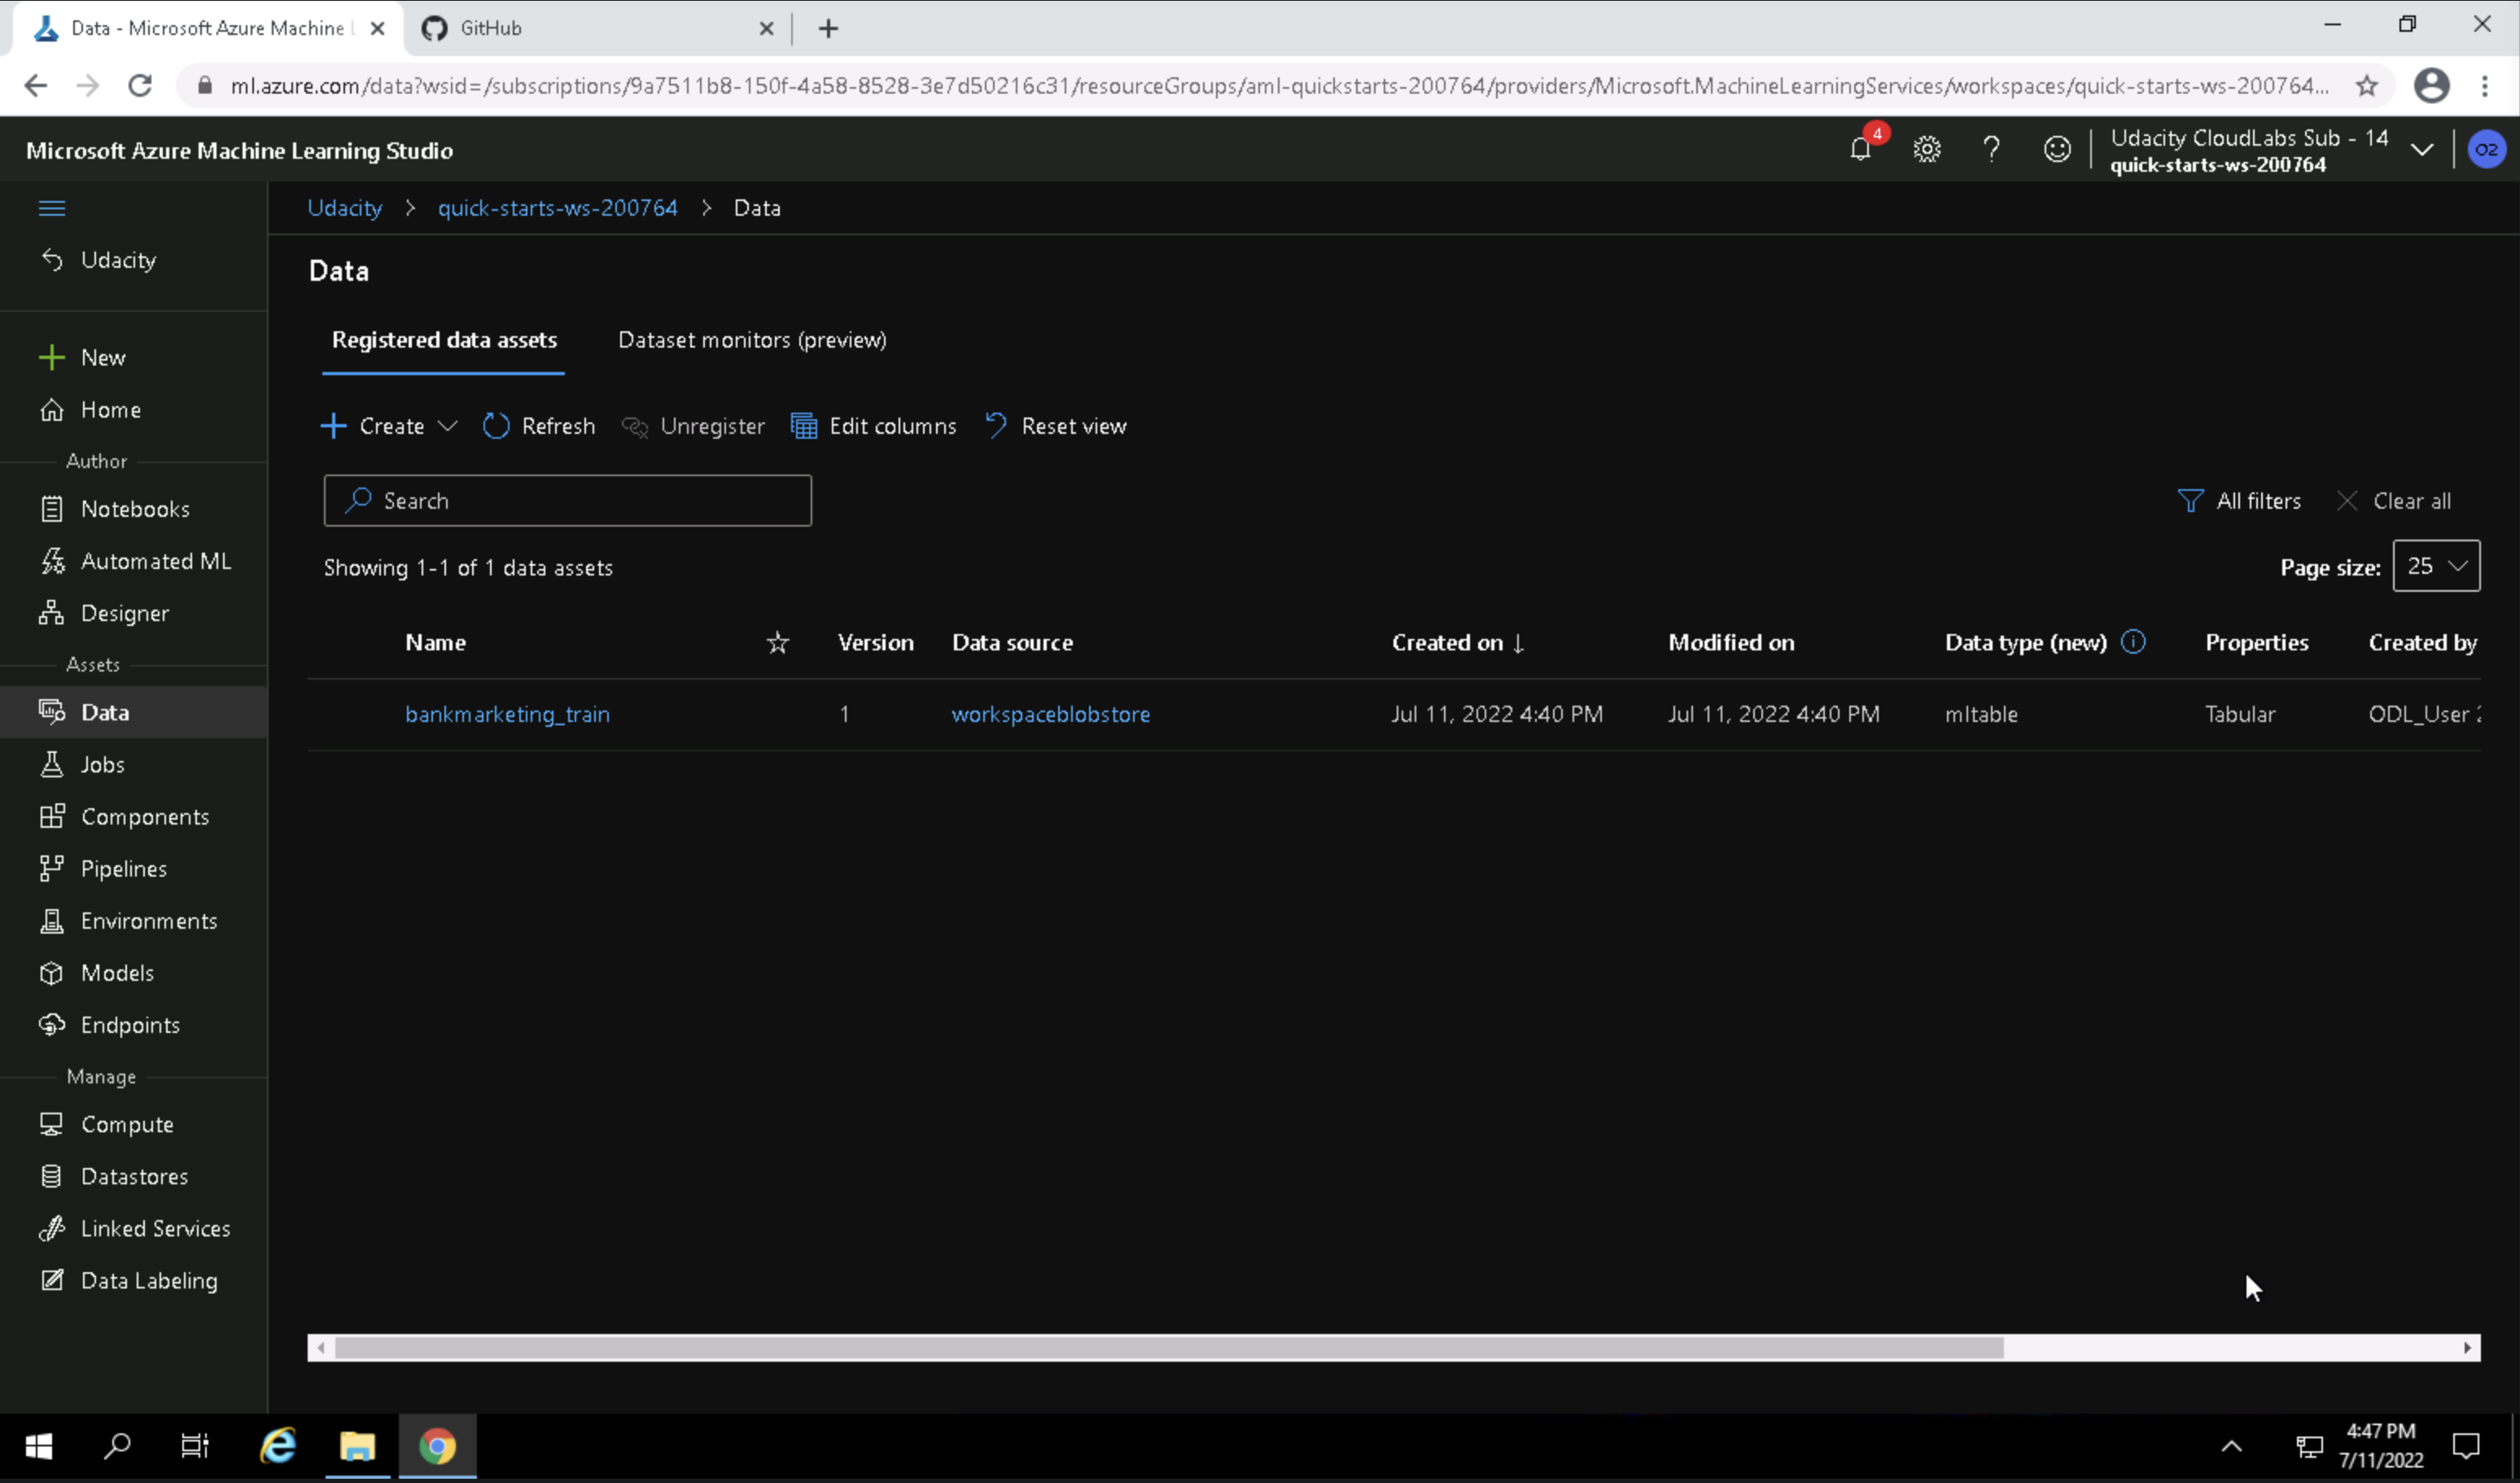 Data - Microsoft Azure Machine L
GitHub
ml.azure.com/data?wsid=/subscriptions/9a7511b8-150f-4a58-8528-3e7d50216c31/resourceGroups/aml-quickstarts-200764/providers/Microsoft.MachineLearningServices/workspaces/quick-starts-ws-200764...
Microsoft Azure Machine Learning Studio
4
Udacity CloudLabs Sub - 14
quick-starts-ws-200764
O2
Udacity > quick-starts-ws-200764 > Data
Udacity
New
Home
Author
Notebooks
Automated ML
Designer
Assets
Data
Jobs
Components
Pipelines
Environments
Models
Endpoints
Manage
Compute
Datastores
Linked Services
Data Labeling
Data
Registered data assets Dataset monitors (preview)
Create Refresh Unregister Edit columns Reset view
Search
All filters Clear all
Showing 1-1 of 1 data assets
Page size: 25
Name Version Data source Created on ↓ Modified on Data type (new) Properties Created by
bankmarketing_train 1 workspaceblobstore Jul 11, 2022 4:40 PM Jul 11, 2022 4:40 PM mltable Tabular ODL_User
4:47 PM
7/11/2022